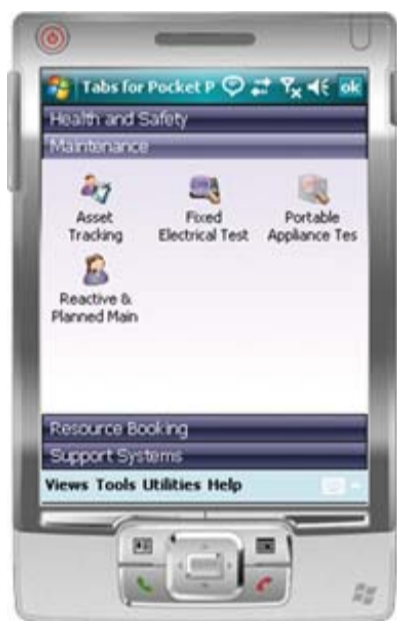 Tabs for Pocket P
ok
Health and Safety
Maintenance
Asset
Tracking
Fixed
Electrical Test
Portable
Appliance Tes
Reactive &
Planned Main
Resource Booking
Support Systems
Views Tools Utilities Help